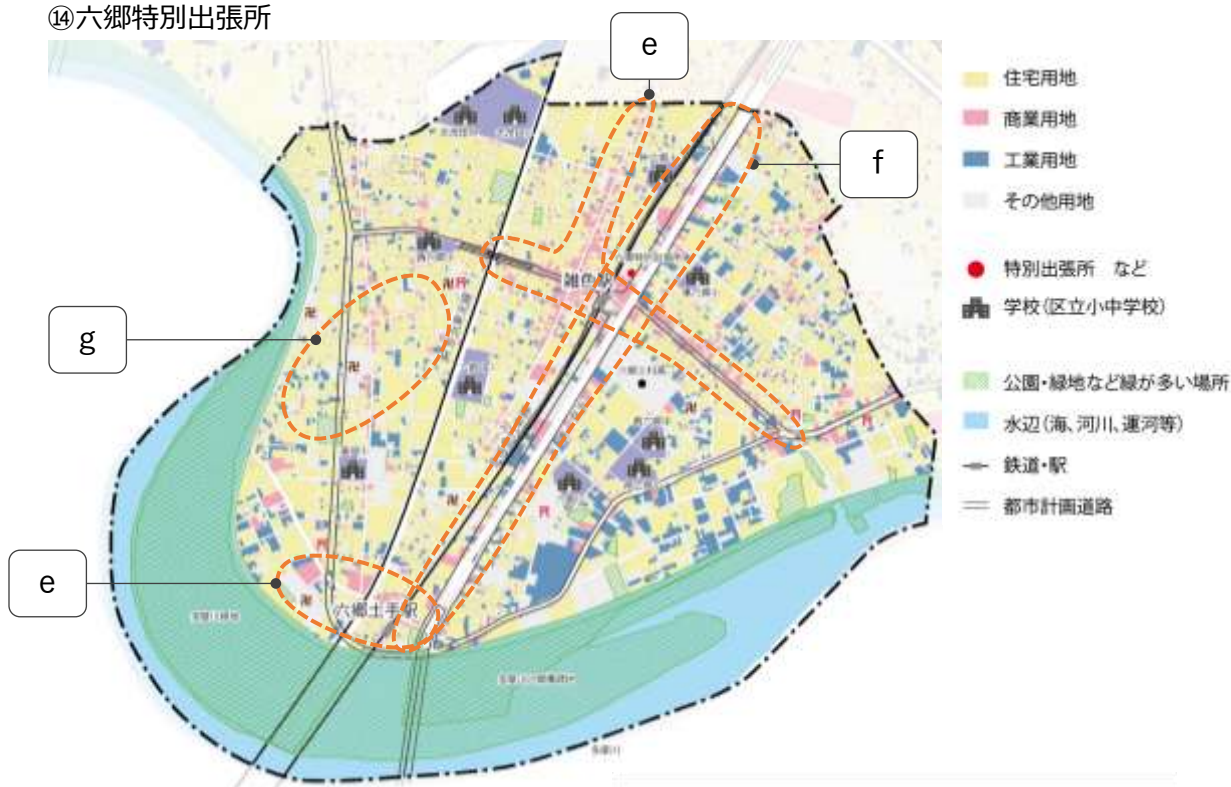 ⑭六郷特別出張所
e
f
g
e
雑色駅
六郷土手駅
住宅用地
商業用地
工業用地
その他用地
特別出張所 など
学校(区立小中学校)
公園・緑地など緑が多い場所
水辺(海、河川、運河等)
鉄道・駅
都市計画道路
多摩川